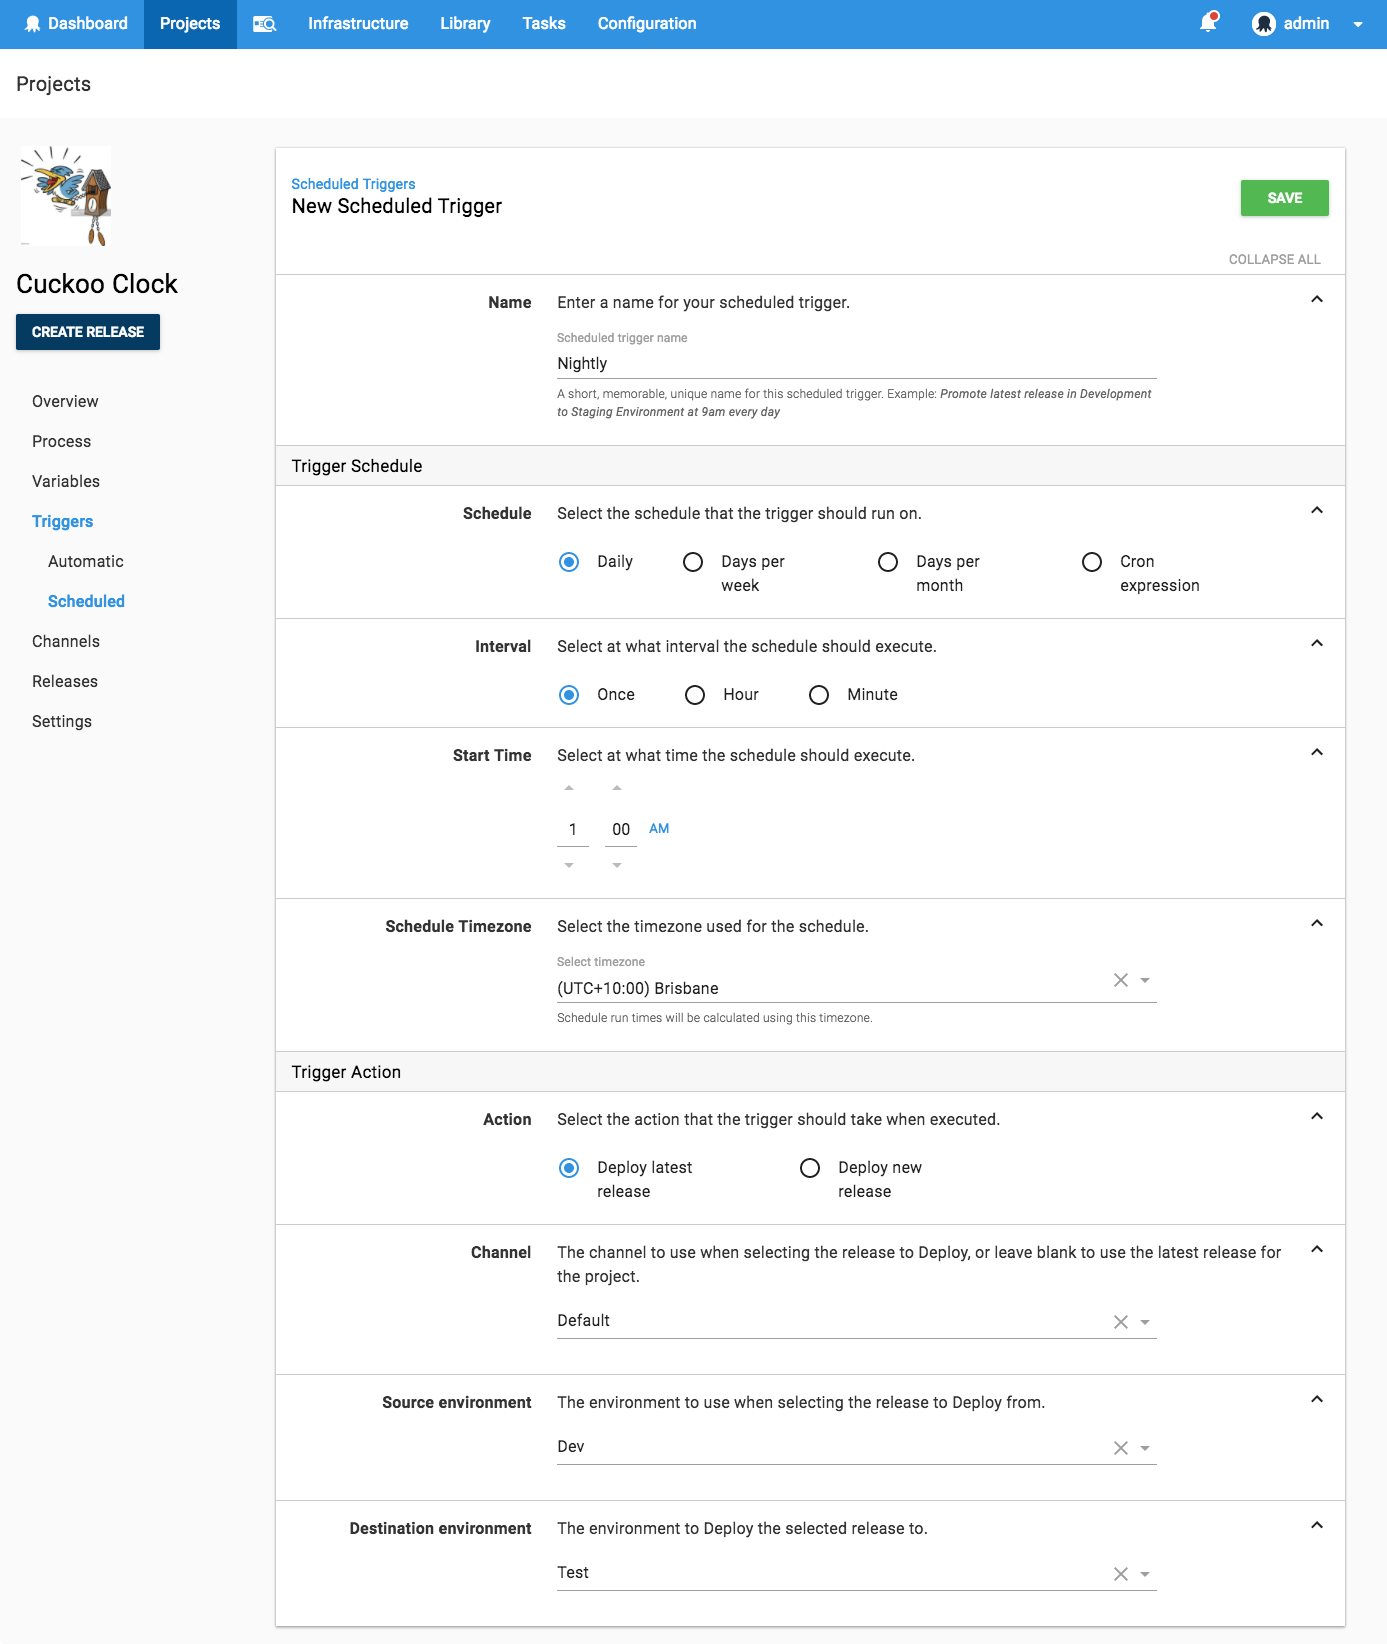 Dashboard
Projects
Infrastructure
Library
Tasks
Configuration
admin
Projects
Cuckoo Clock
CREATE RELEASE
Overview
Process
Variables
Triggers
Automatic
Scheduled
Channels
Releases
Settings
Scheduled Triggers
New Scheduled Trigger
SAVE
COLLAPSE ALL
Name
Enter a name for your scheduled trigger.
Scheduled trigger name
Nightly
A short, memorable, unique name for this scheduled trigger. Example: Promote latest release in Development
to Staging Environment at 9am every day
Trigger Schedule
Schedule
Select the schedule that the trigger should run on.
Daily
Days per
week
Days per
month
Cron
expression
Interval
Select at what interval the schedule should execute.
Once
Hour
Minute
Start Time
Select at what time the schedule should execute.
1
00
AM
Schedule Timezone
Select the timezone used for the schedule.
Select timezone
(UTC+10:00) Brisbane
Schedule run times will be calculated using this timezone.
Trigger Action
Action
Select the action that the trigger should take when executed.
Deploy latest
release
Deploy new
release
Channel
The channel to use when selecting the release to Deploy, or leave blank to use the latest release for
the project.
Default
Source environment
The environment to use when selecting the release to Deploy from.
Dev
Destination environment
The environment to Deploy the selected release to.
Test